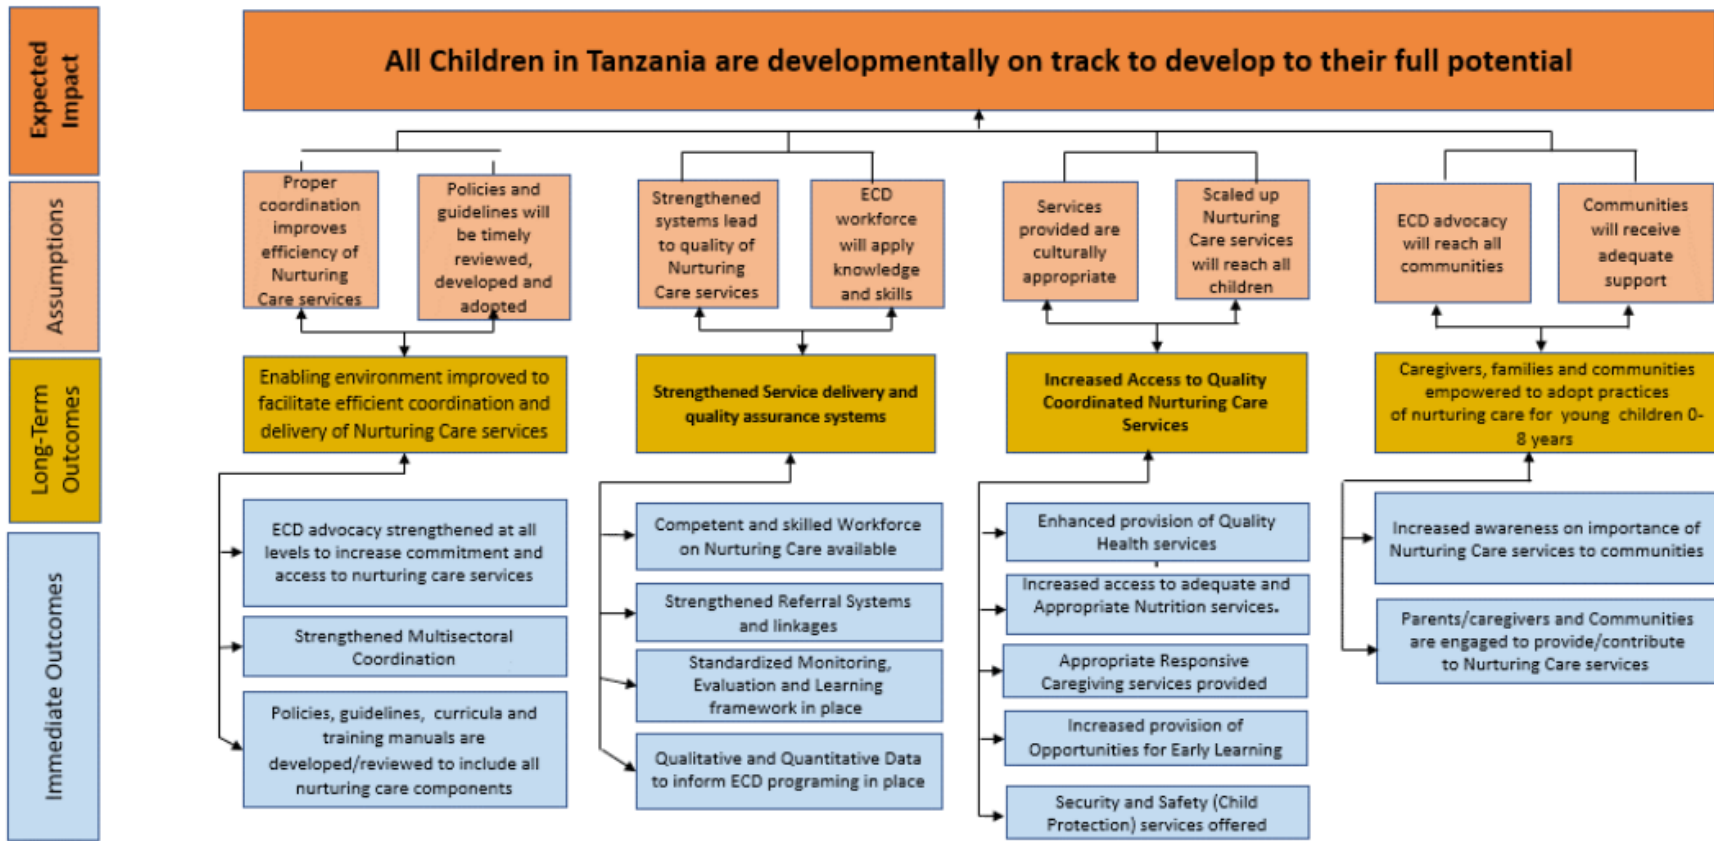 Expected
Impact
All Children in Tanzania are developmentally on track to develop to their full potential
Assumptions
Proper
coordination
improves
efficiency of
Nurturing
Care services
Policies and
guidelines will
be timely
reviewed,
developed and
adopted
Strengthened
systems lead
to quality of
Nurturing
Care services
ECD
workforce
will apply
knowledge
and skills
Services
provided are
culturally
appropriate
Scaled up
Nurturing
Care services
will reach all
children
ECD advocacy
will reach all
communities
Communities
will receive
adequate
support
Long-Term
Outcomes
Enabling environment improved to
facilitate efficient coordination and
delivery of Nurturing Care services
Strengthened Service delivery and
quality assurance systems
Increased Access to Quality
Coordinated Nurturing Care
Services
Caregivers, families and communities
empowered to adopt practices
of nurturing care for young children 0-
8 years
Immediate Outcomes
ECD advocacy strengthened at all
levels to increase commitment and
access to nurturing care services
Strengthened Multisectoral
Coordination
Policies, guidelines, curricula and
training manuals are
developed/reviewed to include all
nurturing care components
Competent and skilled Workforce
on Nurturing Care available
Strengthened Referral Systems
and linkages
Standardized Monitoring,
Evaluation and Learning
framework in place
Qualitative and Quantitative Data
to inform ECD programing in place
Enhanced provision of Quality
Health services
Increased access to adequate and
Appropriate Nutrition services.
Appropriate Responsive
Caregiving services provided
Increased provision of
Opportunities for Early Learning
Security and Safety (Child
Protection) services offered
Increased awareness on importance of
Nurturing Care services to communities
Parents/caregivers and Communities
are engaged to provide/contribute
to Nurturing Care services